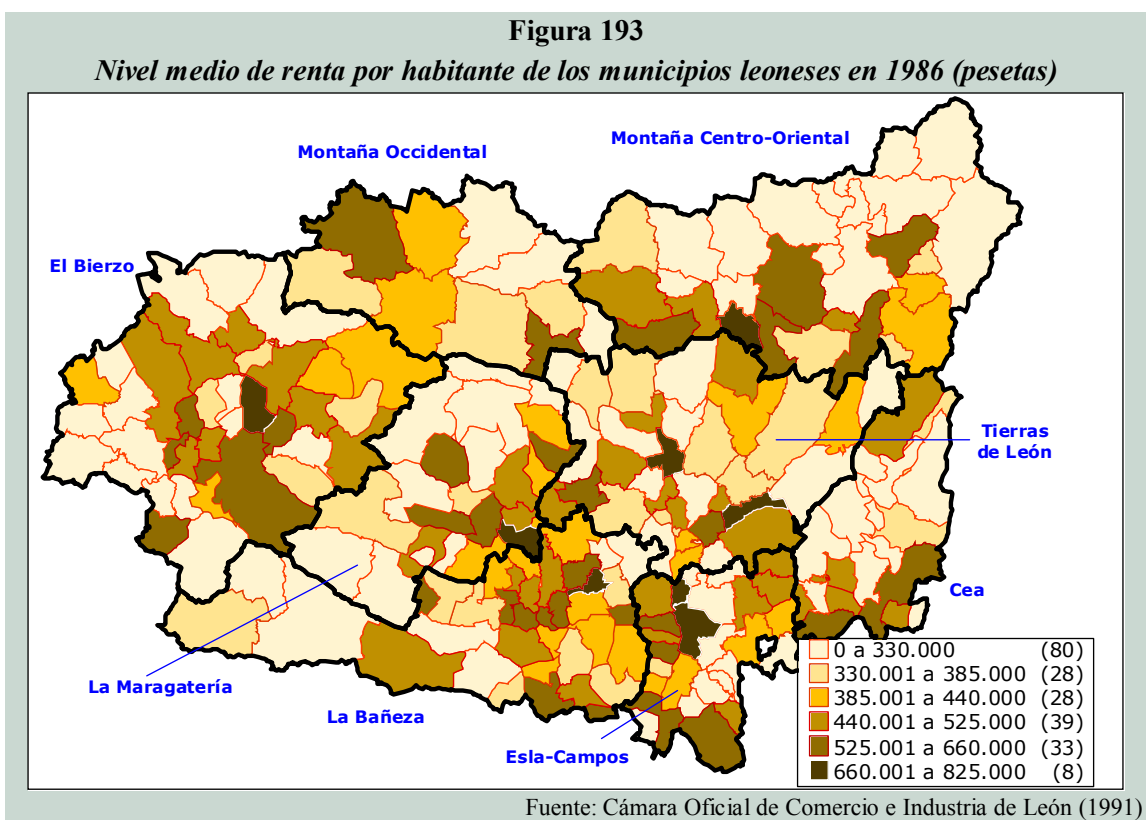 Figura 193
Nivel medio de renta por habitante de los municipios leoneses en 1986 (pesetas)
Montaña Occidental
Montaña Centro-Oriental
El Bierzo
Tierras
de León
Cea
La Maragatería
La Bañeza
Esla-Campos
0 a 330.000 (80)
330.001 a 385.000 (28)
385.001 a 440.000 (28)
440.001 a 525.000 (39)
525.001 a 660.000 (33)
660.001 a 825.000 (8)
Fuente: Cámara Oficial de Comercio e Industria de León (1991)